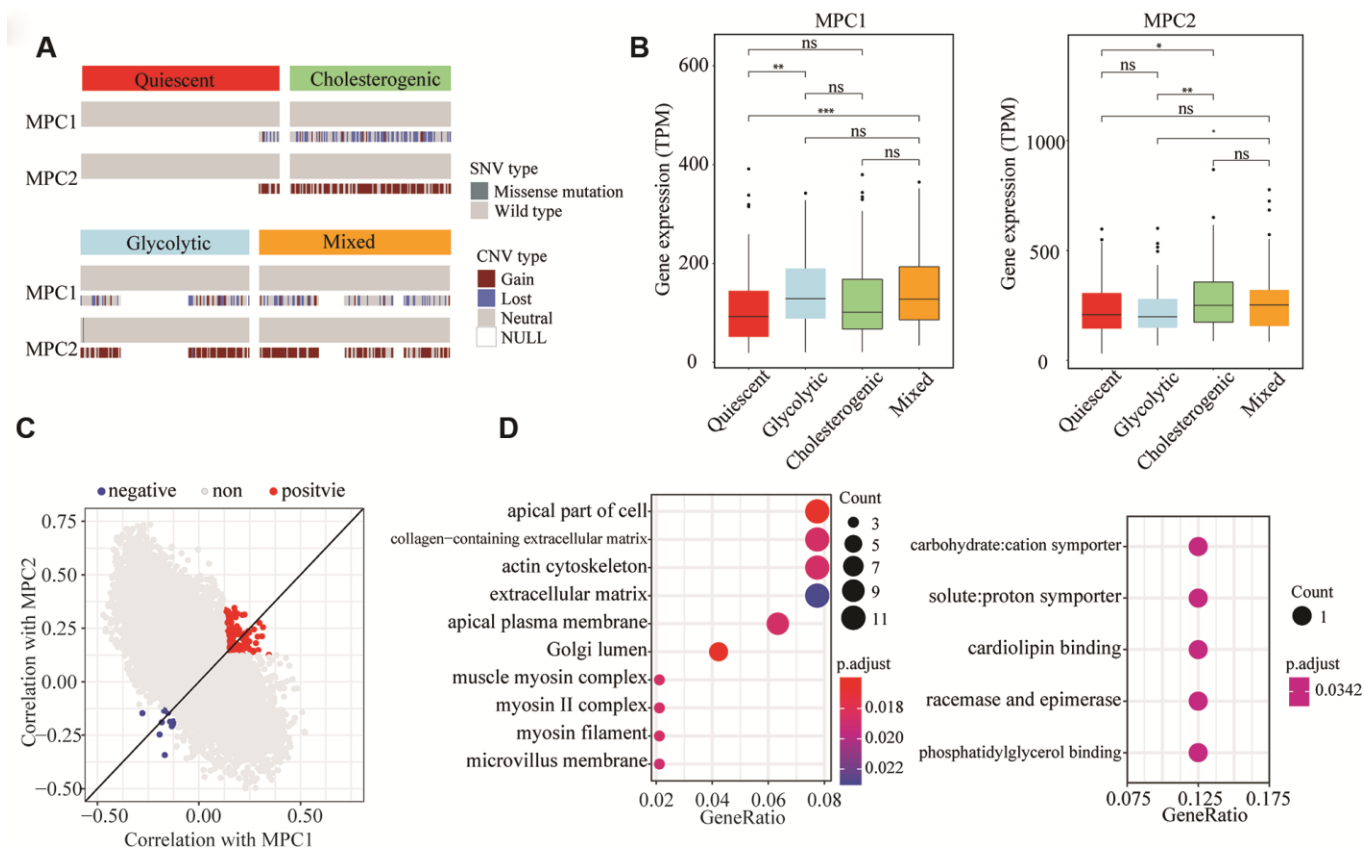 A
Quiescent
Cholesterogenic
MPC1
MPC2
Glycolytic
Mixed
MPC1
MPC2
SNV type
Missense mutation
Wild type
CNV type
Gain
Lost
Neutral
NULL
B
MPC1
Gene expression (TPM)
600
400
200
0
ns
**
ns
***
ns
ns
Quiescent
Glycolytic
Cholesterogenic
Mixed
MPC2
Gene expression (TPM)
1000
500
0
*
ns
**
ns
ns
Quiescent
Glycolytic
Cholesterogenic
Mixed
C
negative
non
positvie
Correlation with MPC2
0.75
0.50
0.25
0.00
−0.25
−0.50
−0.50
0.00
0.50
Correlation with MPC1
D
apical part of cell
collagen−containing extracellular matrix
actin cytoskeleton
extracellular matrix
apical plasma membrane
Golgi lumen
muscle myosin complex
myosin II complex
myosin filament
microvillus membrane
0.02
0.04
0.06
0.08
GeneRatio
Count
3
5
7
9
11
p.adjust
0.018
0.020
0.022
carbohydrate:cation symporter
solute:proton symporter
cardiolipin binding
racemase and epimerase
phosphatidylglycerol binding
0.075
0.125
0.175
GeneRatio
Count
1
p.adjust
0.0342